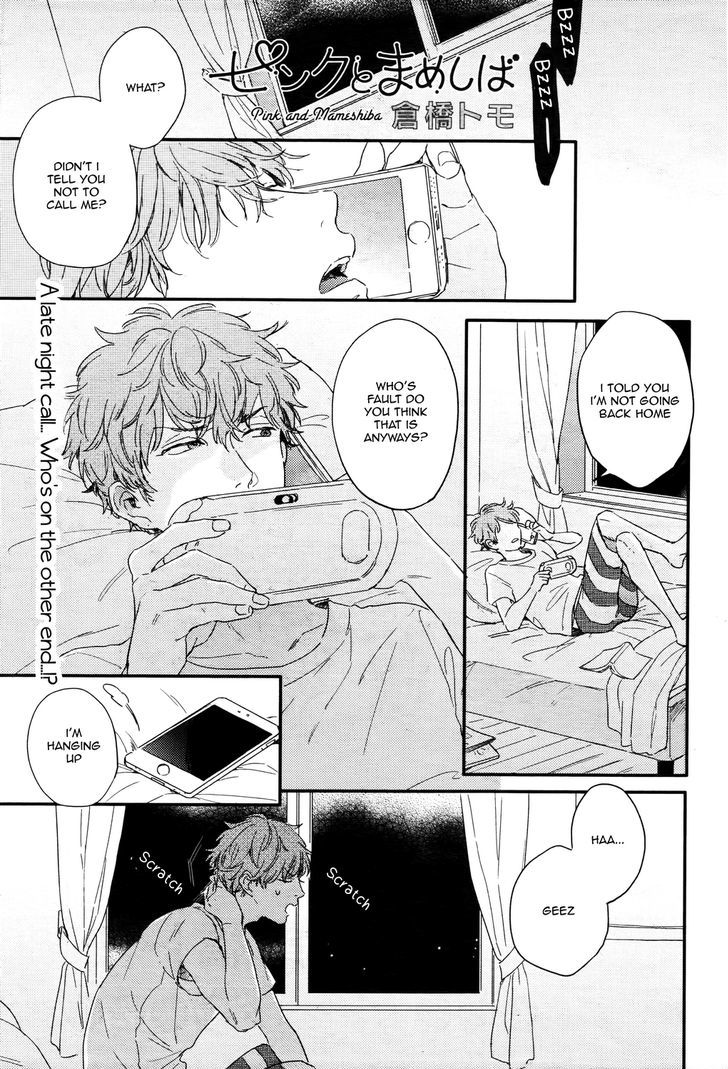 Bzzz
Bzzz
ピンクとまめしば
Pink and Mameshiba
倉橋トモ
WHAT?
DIDN'T I
TELL YOU
NOT TO
CALL ME?
I TOLD YOU
I'M NOT GOING
BACK HOME
WHO'S
FAULT DO
YOU THINK
THAT IS
ANYWAYS?
A late night call... Who's on the other end...!?
I'M
HANGING
UP
HAA...
GEEZ
Scratch
Scratch